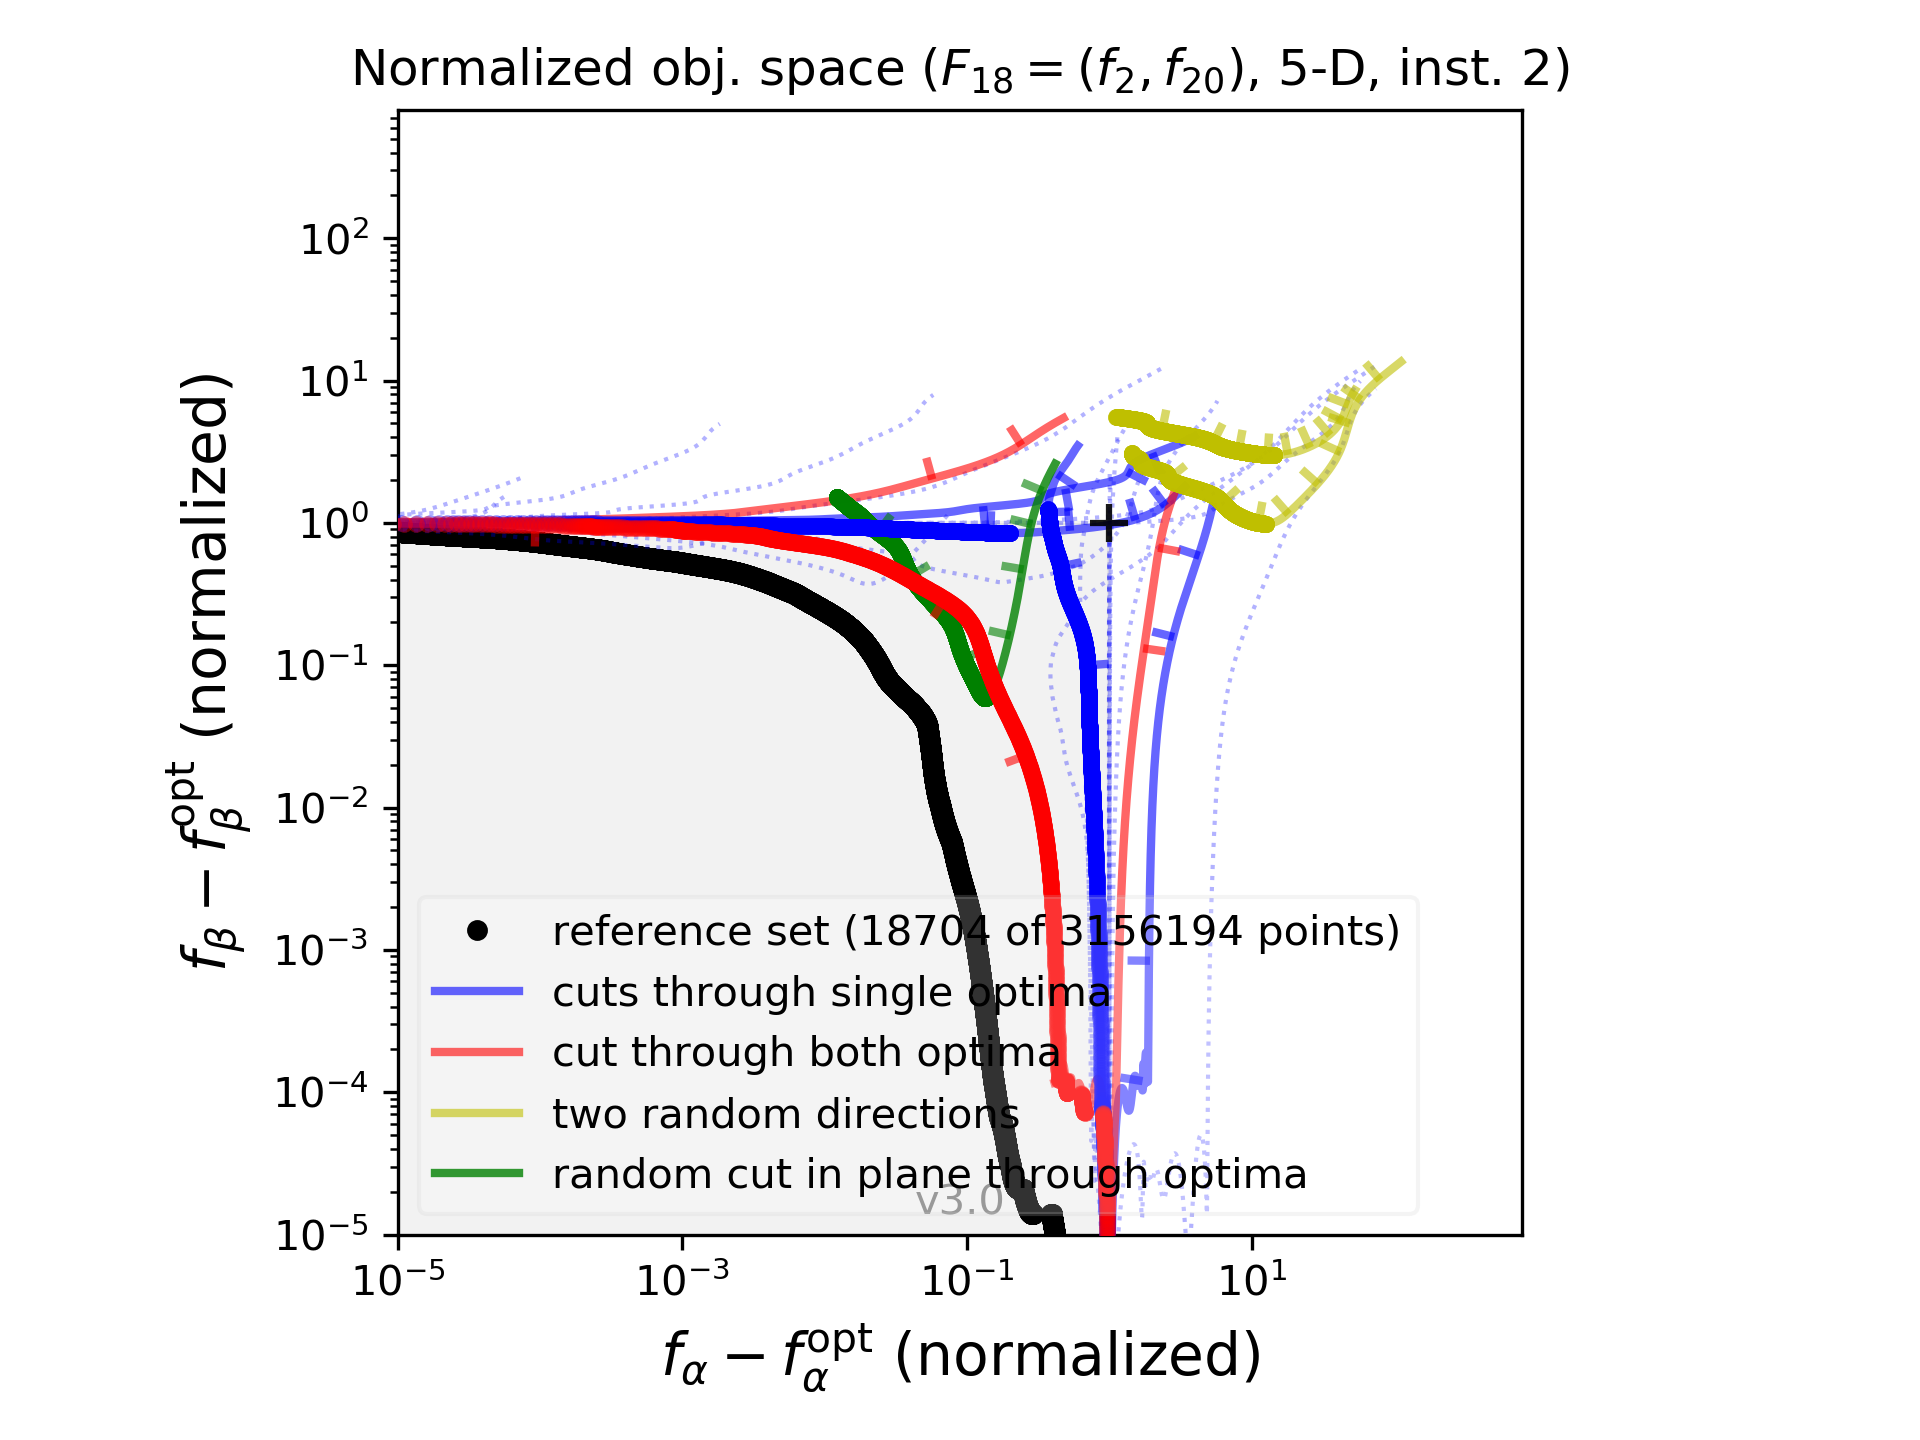 Normalized obj. space (F₁₈ = (f₂, f₂₀), 5-D, inst. 2)
10²
10¹
10⁰
10⁻¹
10⁻²
10⁻³
10⁻⁴
10⁻⁵
f_β − f_β^opt (normalized)
reference set (18704 of 3156194 points)
cuts through single optima
cut through both optima
two random directions
random cut in plane through optima
v3.0
10⁻⁵ 10⁻³ 10⁻¹ 10¹
f_α − f_α^opt (normalized)